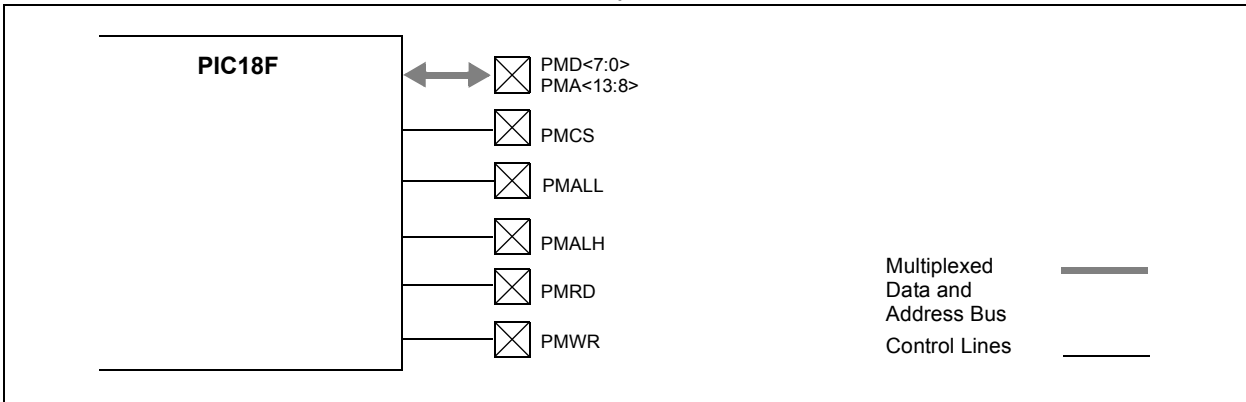 PIC18F
PMD<7:0>
PMA<13:8>
PMCS
PMALL
PMALH
PMRD
PMWR
Multiplexed
Data and
Address Bus
Control Lines